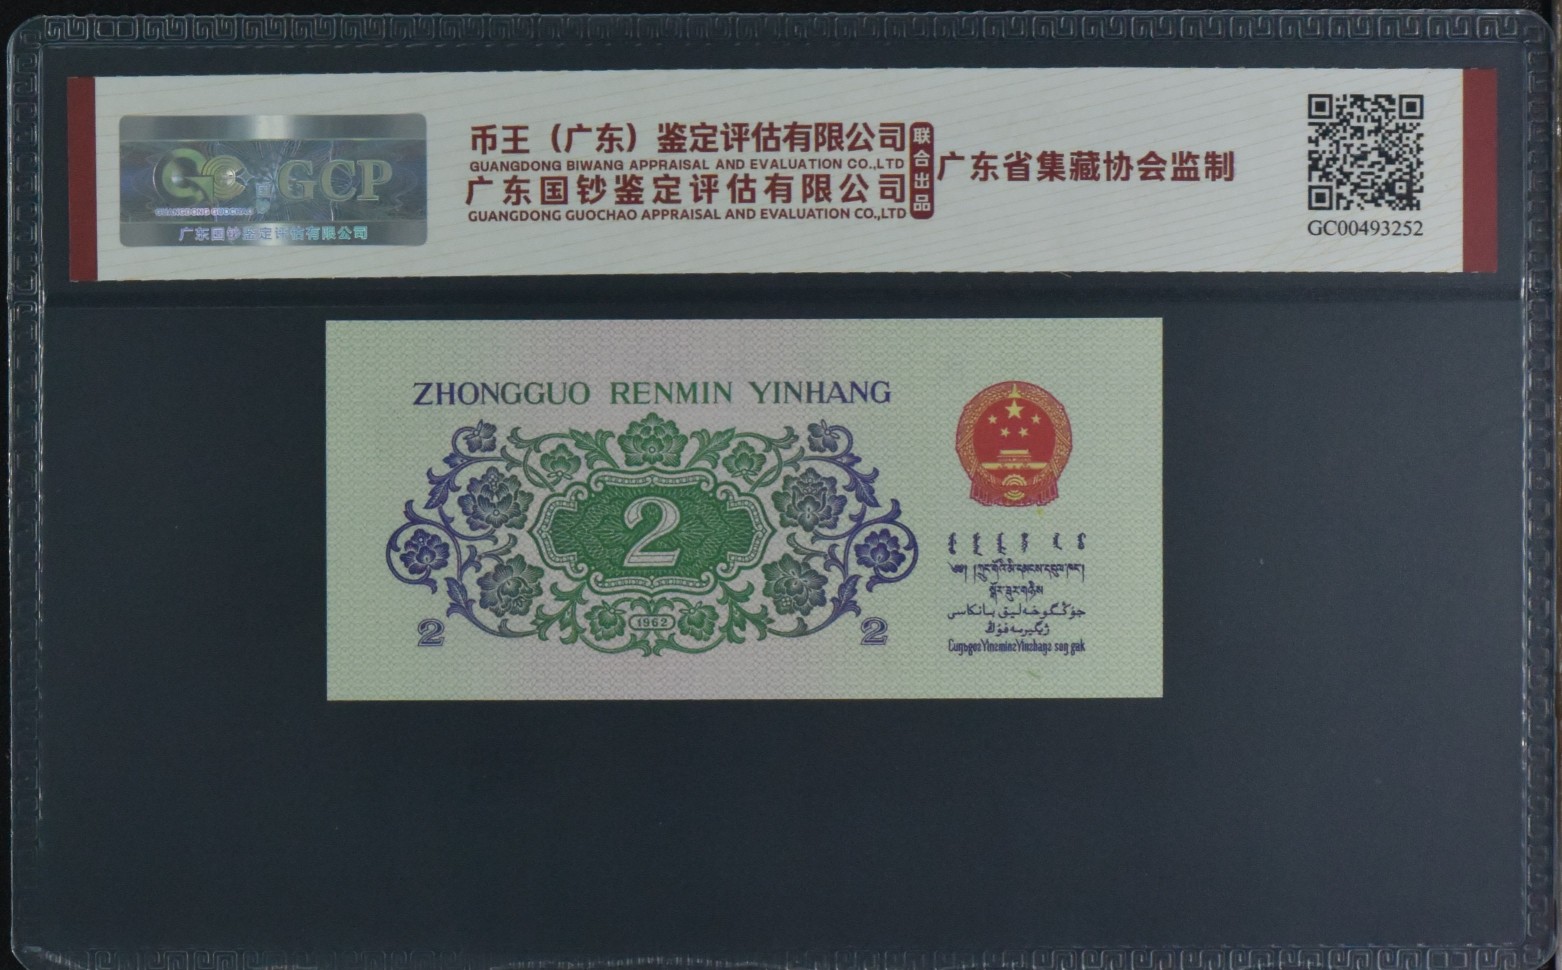 GCP
GUANGDONG GUOCHAO
广东国钞鉴定评估有限公司
币王（广东）鉴定评估有限公司
GUANGDONG BIWANG APPRAISAL AND EVALUATION CO.,LTD
广东国钞鉴定评估有限公司
GUANGDONG GUOCHAO APPRAISAL AND EVALUATION CO.,LTD
联合出品
广东省集藏协会监制
GC00493252
ZHONGGUO RENMIN YINHANG
2
1962
2
2
جۇڭگو خەلىق بانكاسى